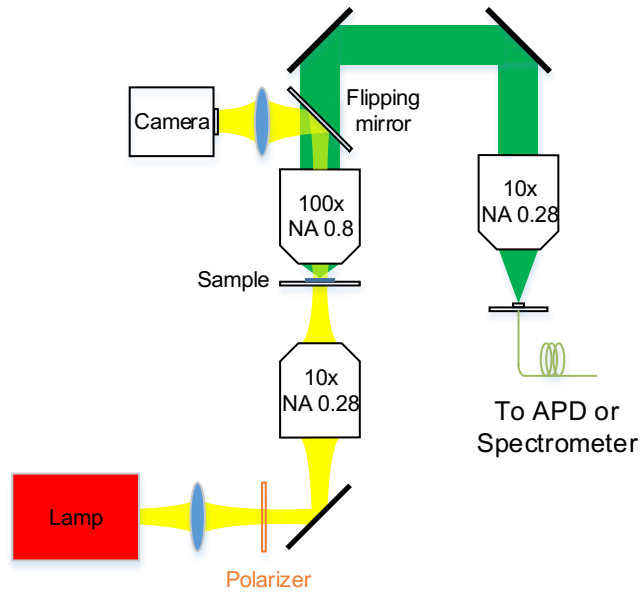 Camera
Flipping
mirror
100x
NA 0.8
10x
NA 0.28
Sample
10x
NA 0.28
To APD or
Spectrometer
Lamp
Polarizer